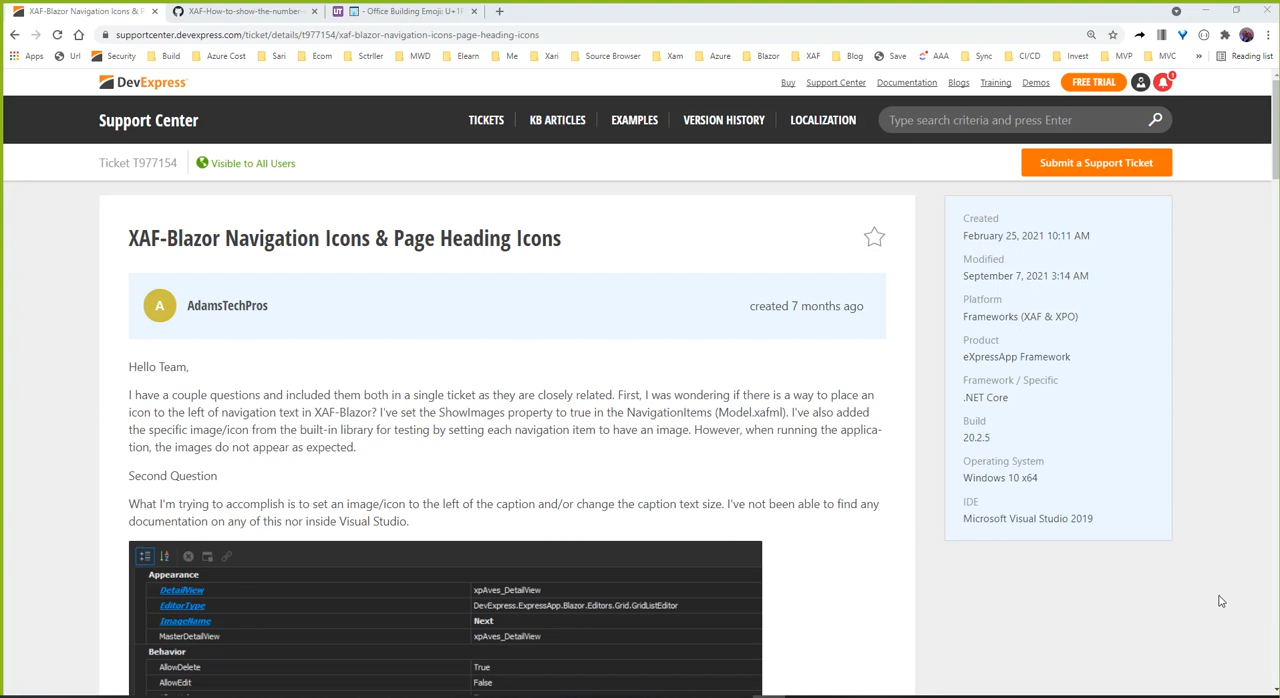 XAF-Blazor Navigation Icons & P
XAF-How-to-show-the-number-
- Office Building Emoji: U+1F
supportcenter.devexpress.com/ticket/details/t977154/xaf-blazor-navigation-icons-page-heading-icons
Apps Url Security Build Azure Cost Sari Ecom Sctrller MWD Elearn Me Xari Source Browser Xam Azure Blazor XAF Blog Save AAA Sync CI/CD Invest MVP MVC » Reading list
DevExpress
Buy Support Center Documentation Blogs Training Demos FREE TRIAL 1
Support Center TICKETS KB ARTICLES EXAMPLES VERSION HISTORY LOCALIZATION Type search criteria and press Enter
Ticket T977154 Visible to All Users Submit a Support Ticket
XAF-Blazor Navigation Icons & Page Heading Icons
A AdamsTechPros created 7 months ago
Hello Team,
I have a couple questions and included them both in a single ticket as they are closely related. First, I was wondering if there is a way to place an
icon to the left of navigation text in XAF-Blazor? I've set the ShowImages property to true in the NavigationItems (Model.xafml). I've also added
the specific image/icon from the built-in library for testing by setting each navigation item to have an image. However, when running the applica-
tion, the images do not appear as expected.
Second Question
What I'm trying to accomplish is to set an image/icon to the left of the caption and/or change the caption text size. I've not been able to find any
documentation on any of this nor inside Visual Studio.
Appearance
DetailView xpAves_DetailView
EditorType DevExpress.ExpressApp.Blazor.Editors.Grid.GridListEditor
ImageName Next
MasterDetailView xpAves_DetailView
Behavior
AllowDelete True
AllowEdit False
Created
February 25, 2021 10:11 AM
Modified
September 7, 2021 3:14 AM
Platform
Frameworks (XAF & XPO)
Product
eXpressApp Framework
Framework / Specific
.NET Core
Build
20.2.5
Operating System
Windows 10 x64
IDE
Microsoft Visual Studio 2019